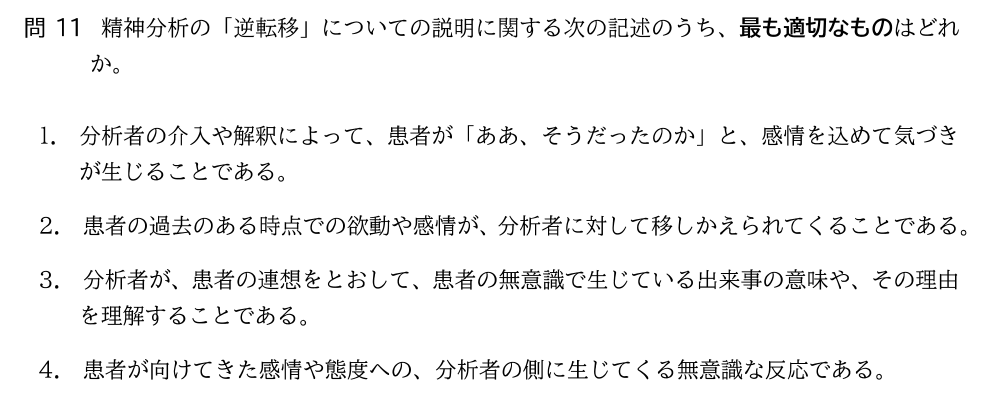 問 11 精神分析の「逆転移」についての説明に関する次の記述のうち、最も適切なものはどれ
か。
1. 分析者の介入や解釈によって、患者が「ああ、そうだったのか」と、感情を込めて気づき
が生じることである。
2. 患者の過去のある時点での欲動や感情が、分析者に対して移しかえられてくることである。
3. 分析者が、患者の連想をとおして、患者の無意識で生じている出来事の意味や、その理由
を理解することである。
4. 患者が向けてきた感情や態度への、分析者の側に生じてくる無意識な反応である。